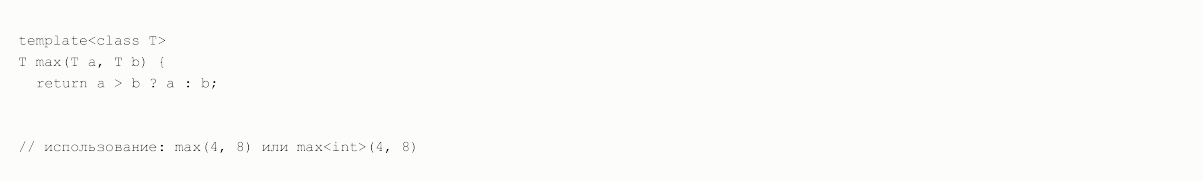 template<class T>
T max(T a, T b) {
  return a > b ? a : b;
// использование: max(4, 8) или max<int>(4, 8)